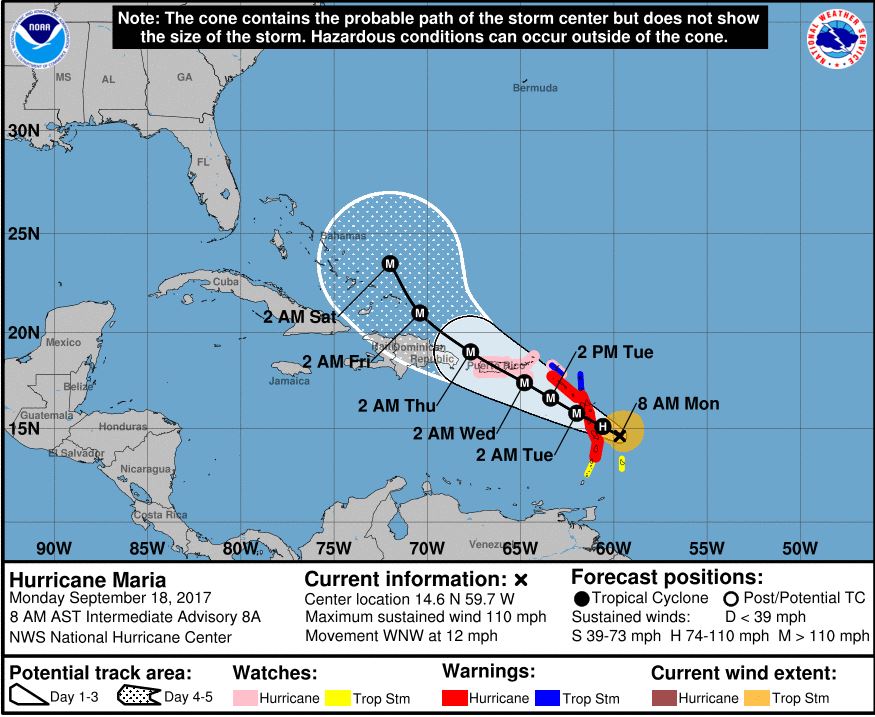 Note: The cone contains the probable path of the storm center but does not show
the size of the storm. Hazardous conditions can occur outside of the cone.
NOAA
NATIONAL WEATHER SERVICE
MS
AL
GA
Bermuda
30N
FL
25N
Bahamas
Cuba
2 AM Sat
20N
Mexico
2 AM Fri
Dominican
Republic
Puerto Rico
2 PM Tue
Jamaica
Belize
2 AM Thu
8 AM Mon
Guatemala
Honduras
15N
2 AM Wed
El Salvador
2 AM Tue
Nicaragua
Costa Rica
Venezuela
M
M
M
M
M
M
H
90W 85W 80W 75W 70W 65W 60W 55W 50W
Hurricane Maria
Monday September 18, 2017
8 AM AST Intermediate Advisory 8A
NWS National Hurricane Center
Current information: x
Center location 14.6 N 59.7 W
Maximum sustained wind 110 mph
Movement WNW at 12 mph
Forecast positions:
Tropical Cyclone Post/Potential TC
Sustained winds: D < 39 mph
S 39-73 mph H 74-110 mph M > 110 mph
Potential track area:
Day 1-3 Day 4-5
Watches:
Hurricane Trop Stm
Warnings:
Hurricane Trop Stm
Current wind extent:
Hurricane Trop Stm